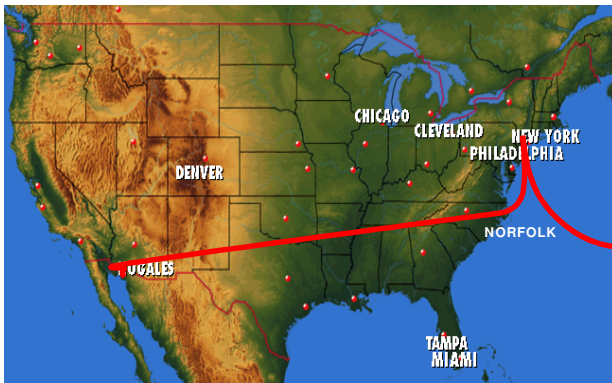 CHICAGO
CLEVELAND
NEW YORK
PHILADELPHIA
DENVER
NORFOLK
NOGALES
TAMPA
MIAMI